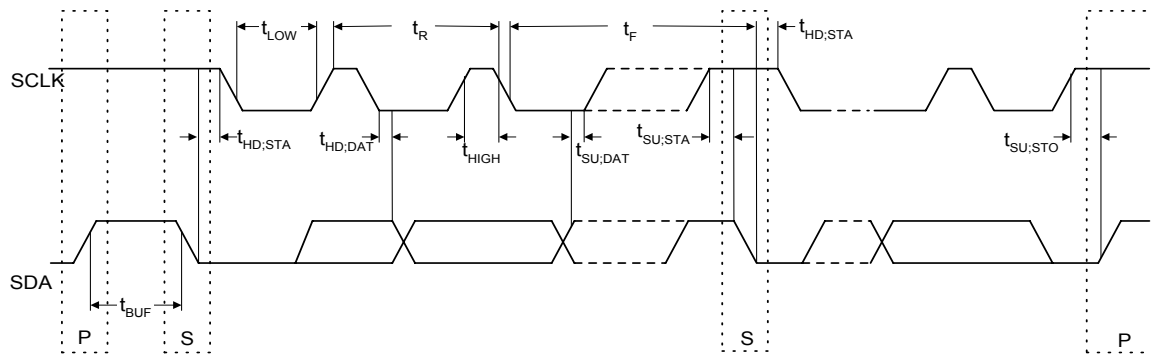 t_LOW t_R t_F t_HD;STA
SCLK
t_HD;STA t_HD;DAT t_HIGH t_SU;DAT t_SU;STA t_SU;STO
SDA
t_BUF
P S S P